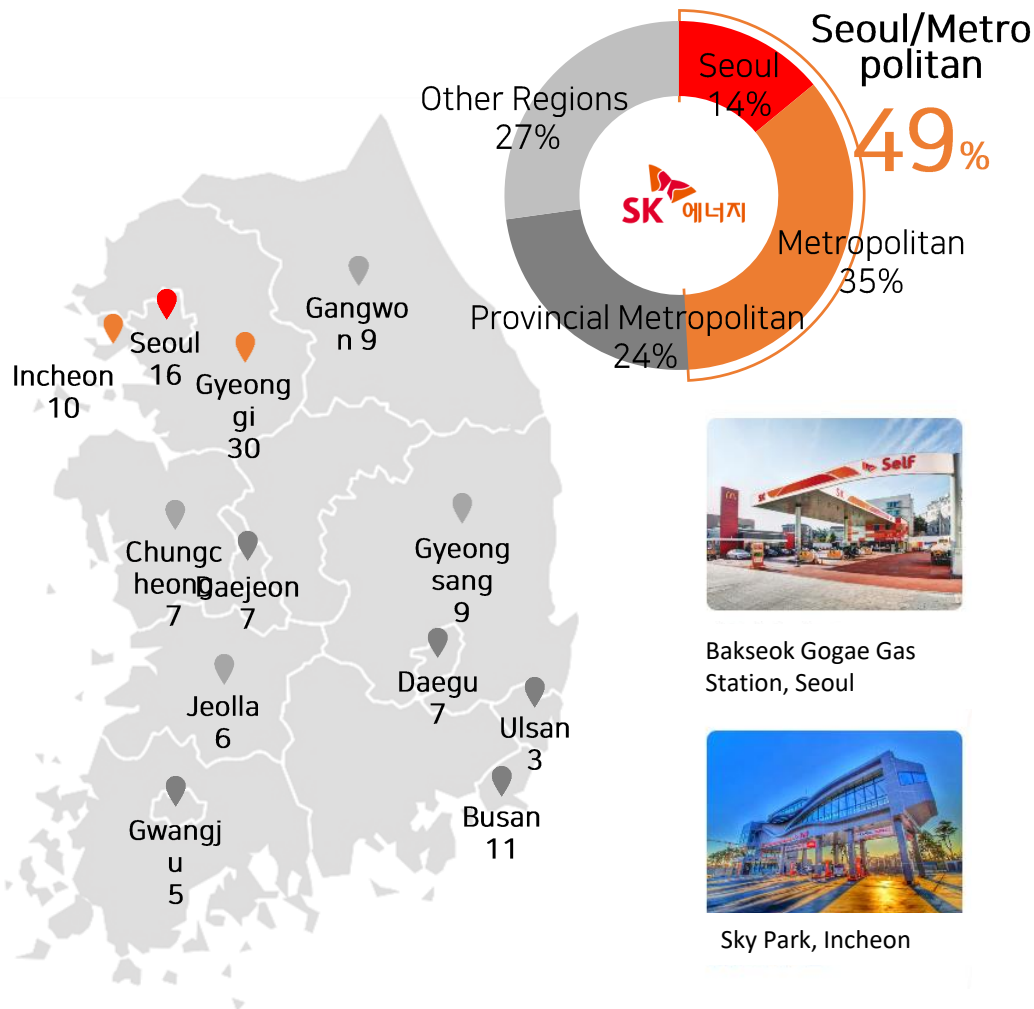 Seoul/Metro
politan
49%
Seoul
14%
Other Regions
27%
SK 에너지
Metropolitan
35%
Provincial Metropolitan
24%
Gangwo
n 9
Seoul
16
Incheon
10
Gyeong
gi
30
Chungc
heong
7
Daejeon
7
Gyeong
sang
9
Daegu
7
Jeolla
6
Ulsan
3
Busan
11
Gwangj
u
5
SK
SK
Self
Bakseok Gogae Gas
Station, Seoul
Sky Park, Incheon